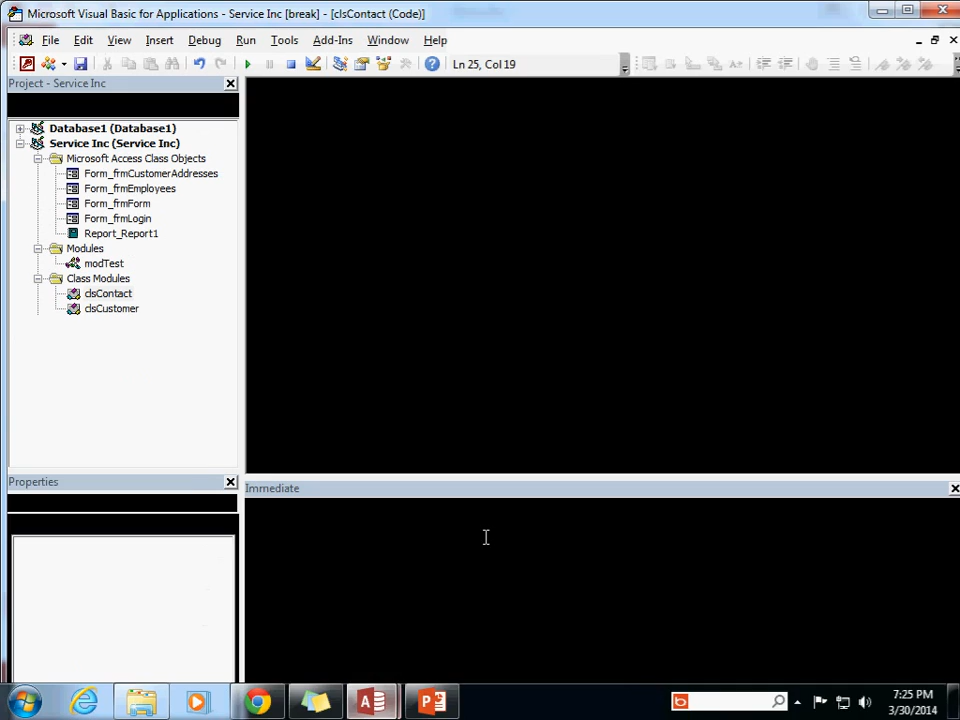 Microsoft Visual Basic for Applications - Service Inc [break] - [clsContact (Code)]
File Edit View Insert Debug Run Tools Add-Ins Window Help
Ln 25, Col 19
Project - Service Inc
Database1 (Database1)
Service Inc (Service Inc)
Microsoft Access Class Objects
Form_frmCustomerAddresses
Form_frmEmployees
Form_frmForm
Form_frmLogin
Report_Report1
Modules
modTest
Class Modules
clsContact
clsCustomer
Properties
Immediate
7:25 PM
3/30/2014